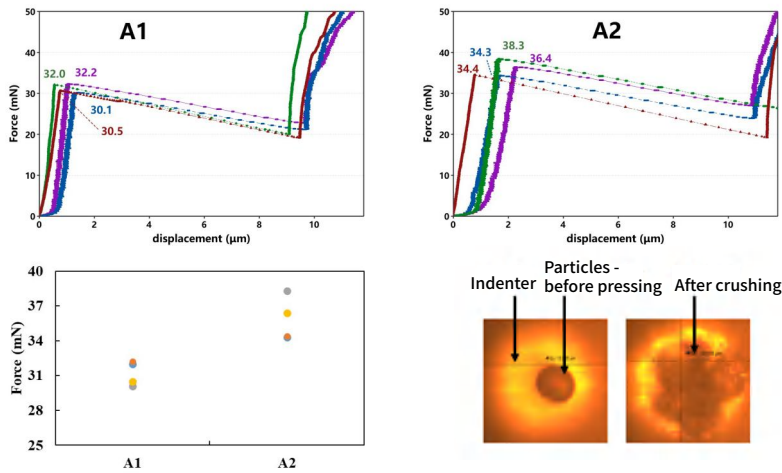 A1
50
40
30
20
10
0
Force (mN)
32.0
32.2
30.1
30.5
0
2
4
6
8
10
displacement (μm)
A2
50
40
30
20
10
0
Force (mN)
34.4
34.3
38.3
36.4
0
2
4
6
8
10
displacement (μm)
40
37
34
31
28
25
Force (mN)
A1
A2
Indenter
Particles -
before pressing
After crushing